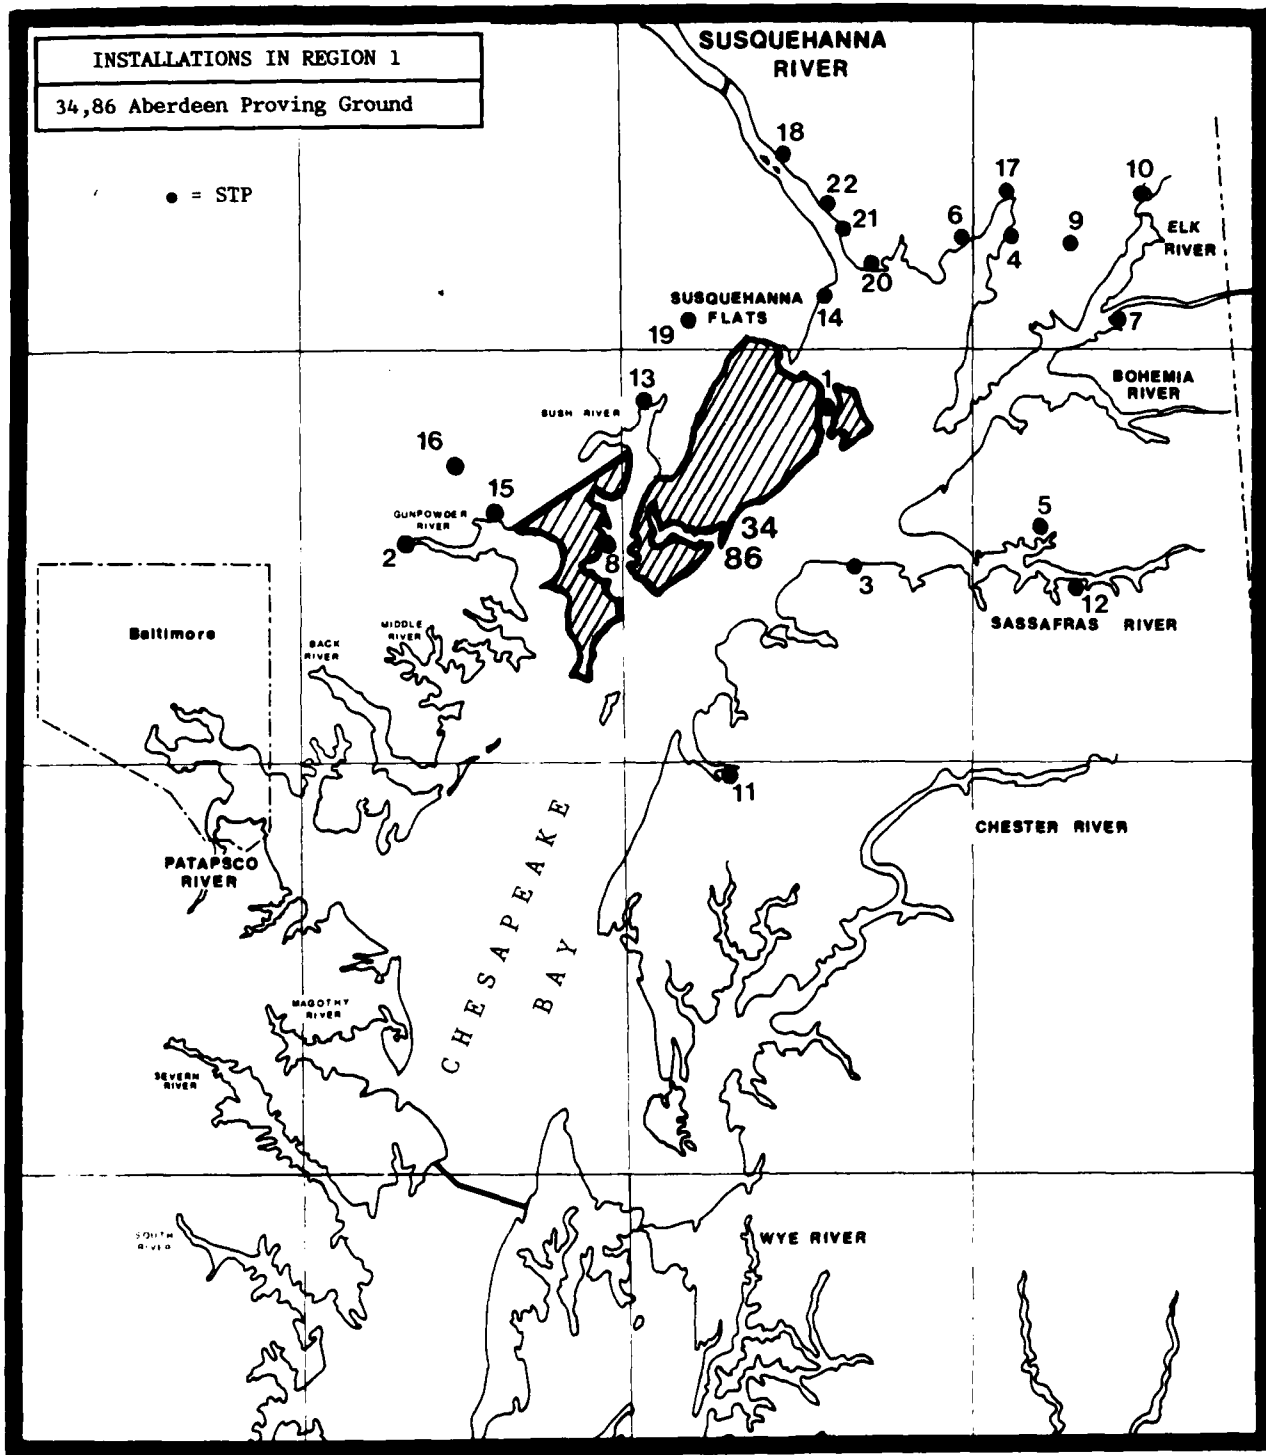 INSTALLATIONS IN REGION 1
34,86 Aberdeen Proving Ground
● = STP
SUSQUEHANNA
RIVER
18
22
21
20
17
10
6
4
9
ELK
RIVER
SUSQUEHANNA
FLATS
14
19
7
1
13
BUSH RIVER
BOHEMIA
RIVER
16
15
GUNPOWDER
RIVER
2
8
34
86
5
3
12
SASSAFRAS RIVER
Baltimore
MIDDLE
RIVER
BACK
RIVER
11
CHESTER RIVER
PATAPSCO
RIVER
CHESAPEAKE
BAY
MAGOTHY
RIVER
SEVERN
RIVER
SOUTH
RIVER
WYE RIVER